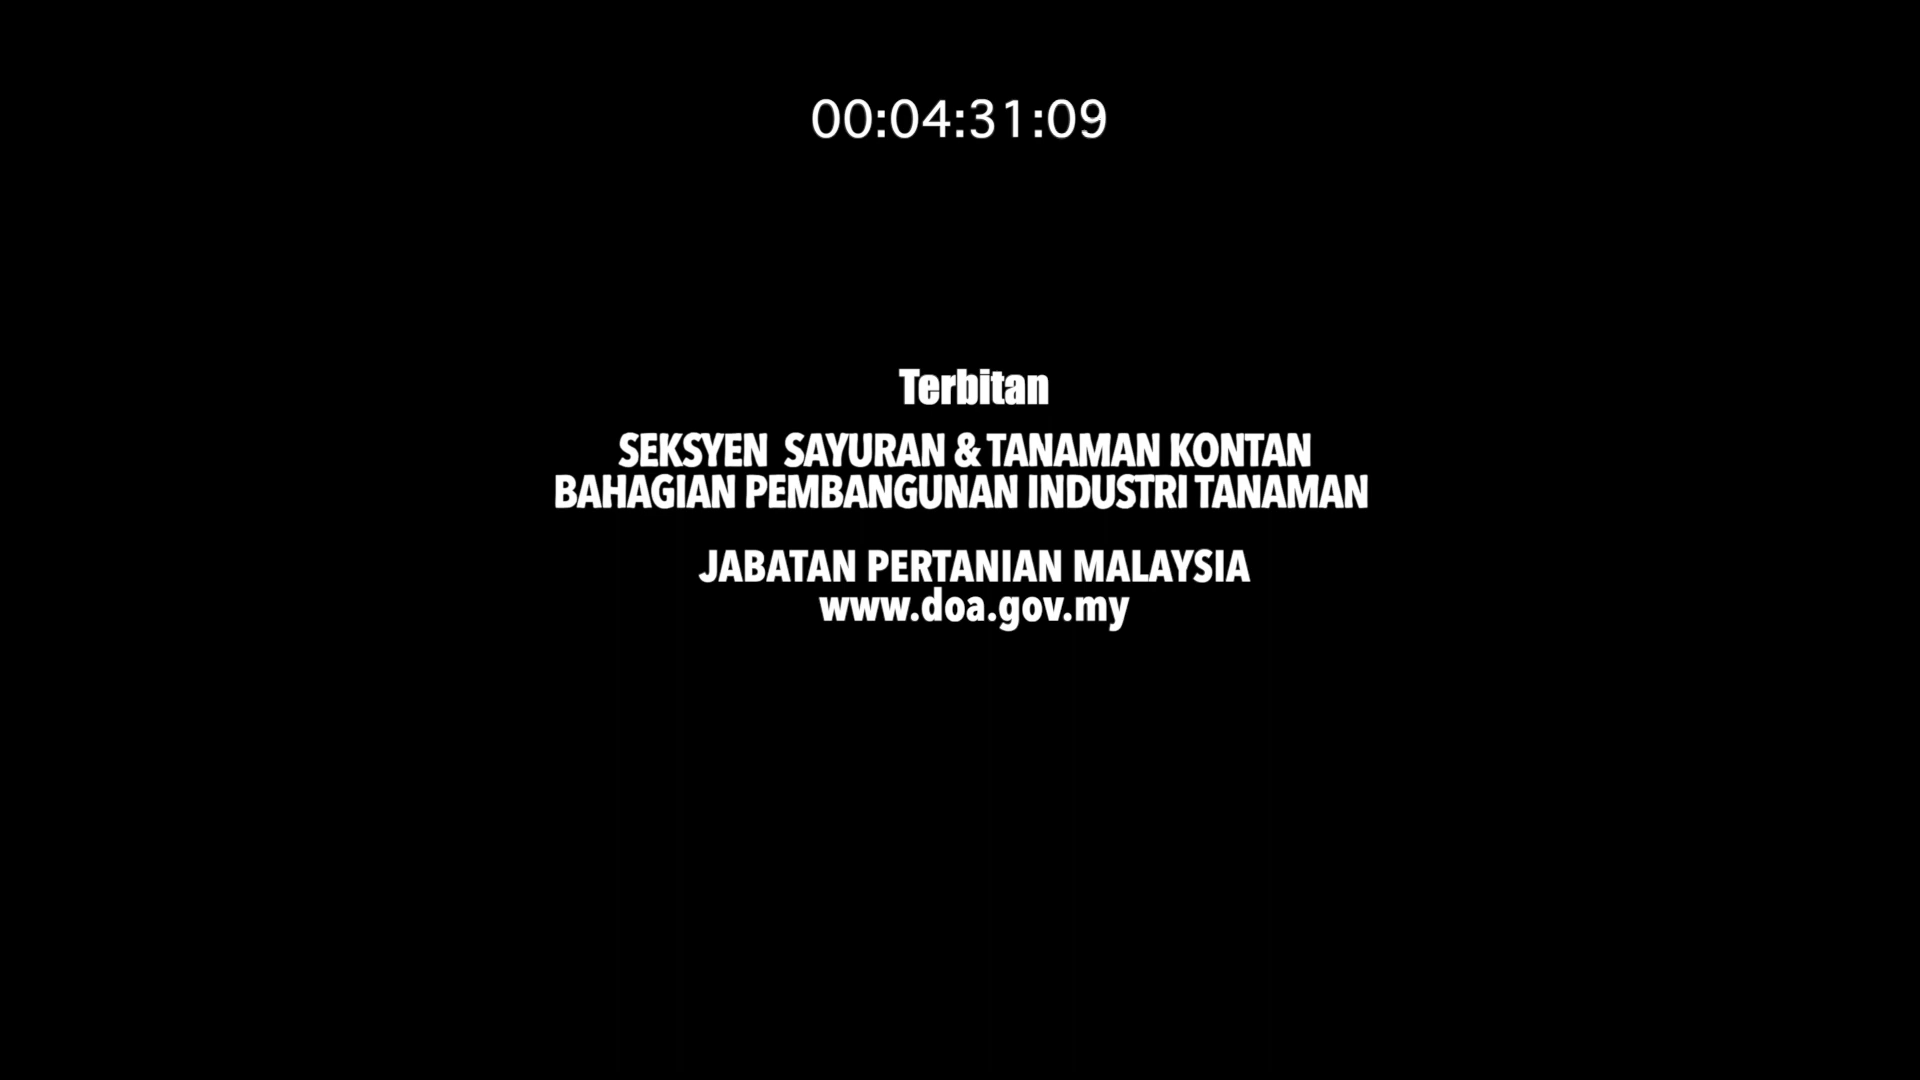 00:04:31:09
Terbitan
SEKSYEN SAYURAN & TANAMAN KONTAN
BAHAGIAN PEMBANGUNAN INDUSTRI TANAMAN
JABATAN PERTANIAN MALAYSIA
www.doa.gov.my